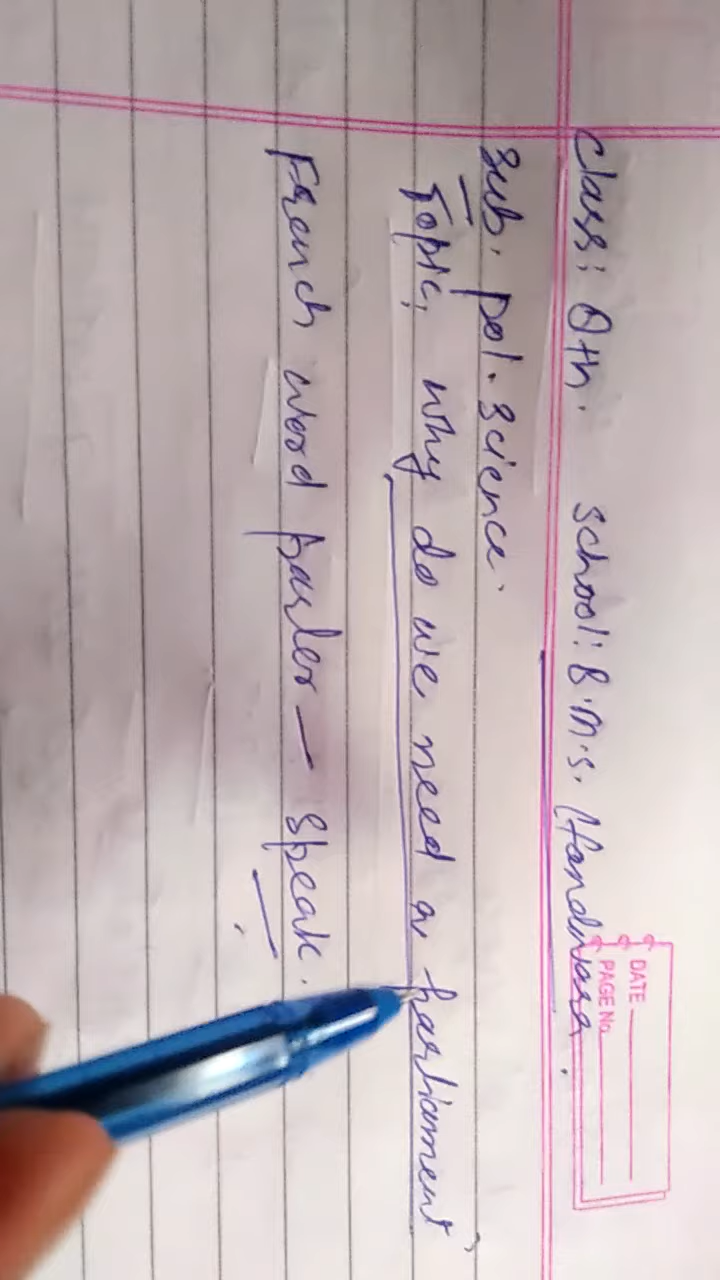 DATE
PAGE No.
Class: 8th. School: B.M.S. Handwara.
Sub. pol. science.
Topic, why do we need a parliament
French word parler — speak.